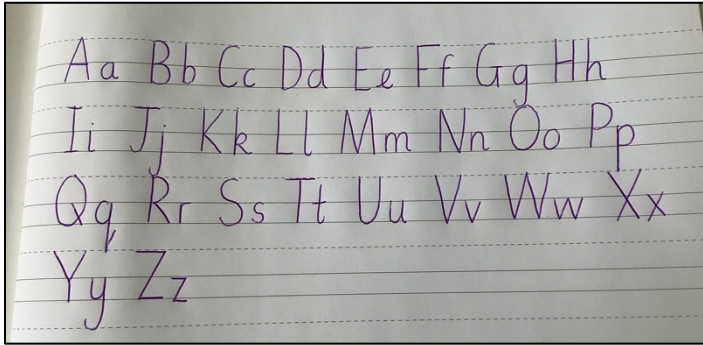 Aa Bb Cc Dd Ee Ff Gg Hh
Ii Jj Kk Ll Mm Nn Oo Pp
Qq Rr Ss Tt Uu Vv Ww Xx
Yy Zz